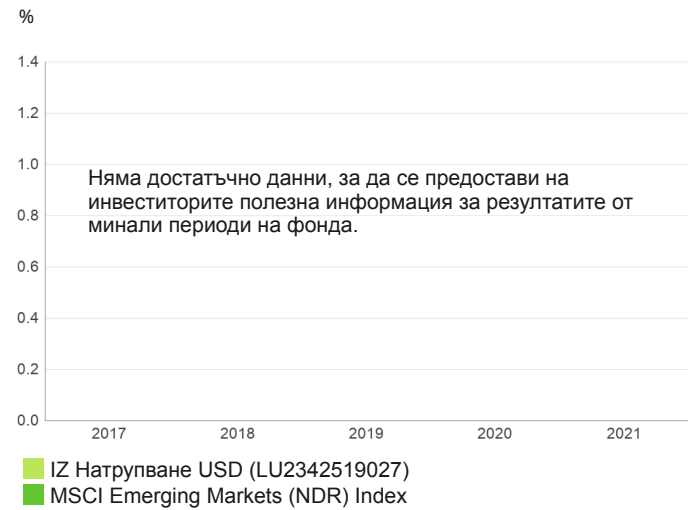 %
1.4
1.2
1.0
Няма достатъчно данни, за да се предостави на
инвеститорите полезна информация за резултатите от
0.8
минали периоди на фонда.
0.6
0.4
0.2
0.0
2017 2018 2019 2020 2021
IZ Натрупване USD (LU2342519027)
MSCI Emerging Markets (NDR) Index